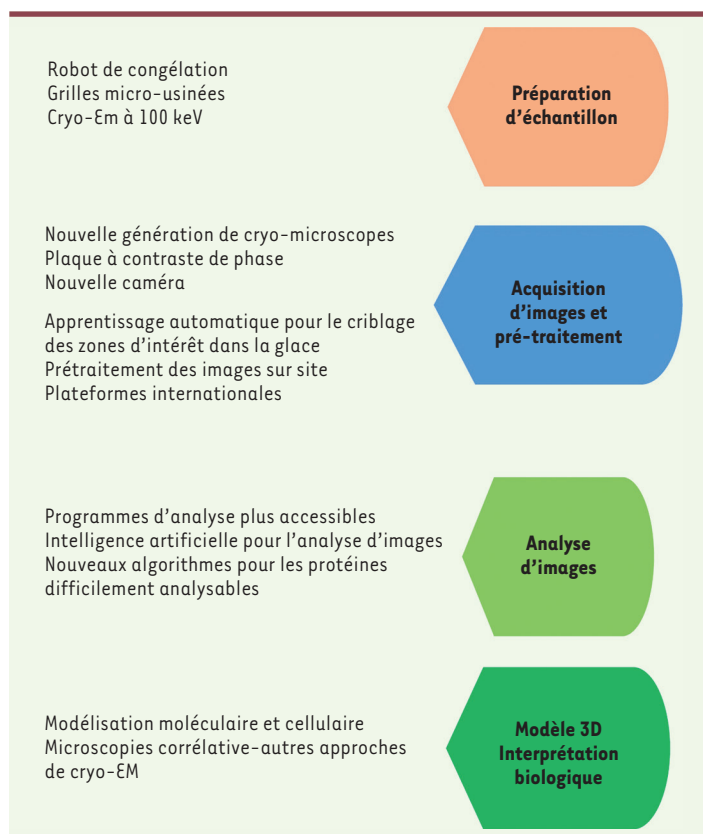 Robot de congélation
Grilles micro-usinées
Cryo-Em à 100 keV
Préparation
d’échantillon
Nouvelle génération de cryo-microscopes
Plaque à contraste de phase
Nouvelle caméra
Apprentissage automatique pour le criblage
des zones d’intérêt dans la glace
Prétraitement des images sur site
Plateformes internationales
Acquisition
d’images et
pré-traitement
Programmes d’analyse plus accessibles
Intelligence artificielle pour l’analyse d’images
Nouveaux algorithmes pour les protéines
difficilement analysables
Analyse
d’images
Modélisation moléculaire et cellulaire
Microscopies corrélative-autres approches
de cryo-EM
Modèle 3D
Interprétation
biologique